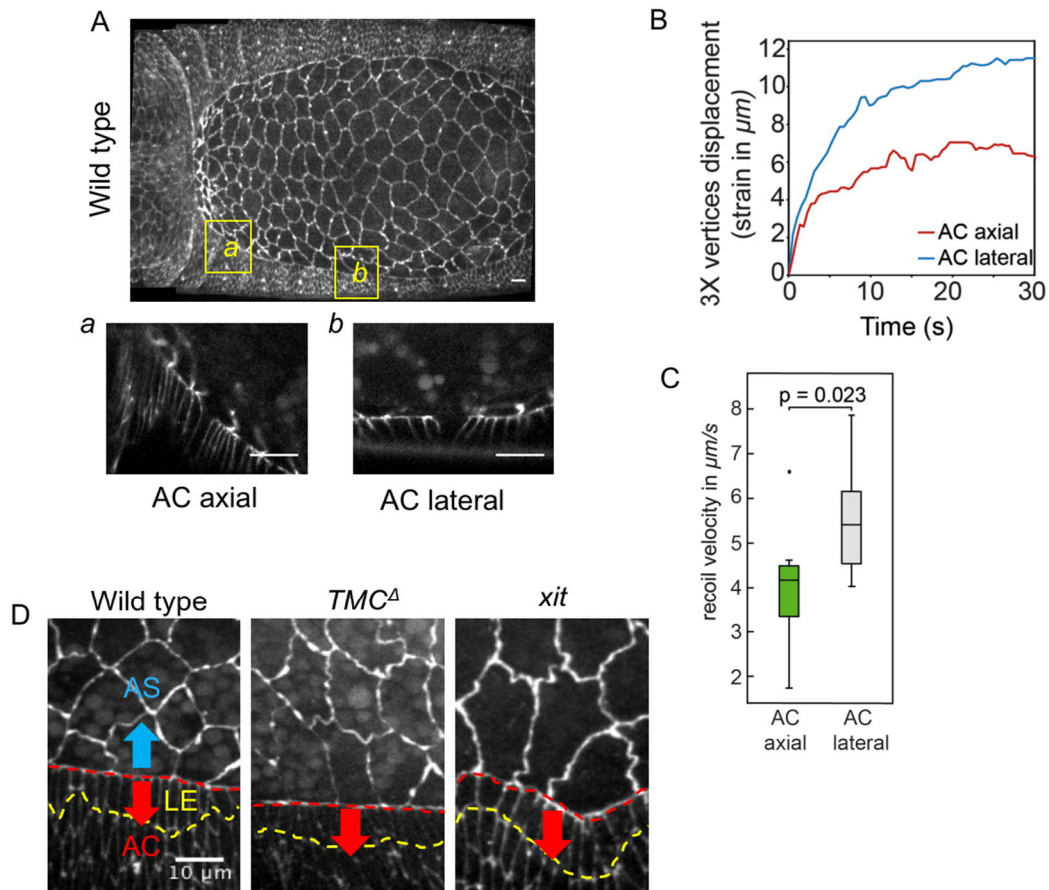 A
Wild type
a
b
a
b
AC axial
AC lateral
B
3X vertices displacement
(strain in µm)
12
10
8
6
4
2
0
AC axial
AC lateral
0
10
20
30
Time (s)
C
p = 0.023
recoil velocity in µm/s
8
7
6
5
4
3
2
AC
axial
AC
lateral
D
Wild type
TMCΔ
xit
AS
LE
AC
10 µm